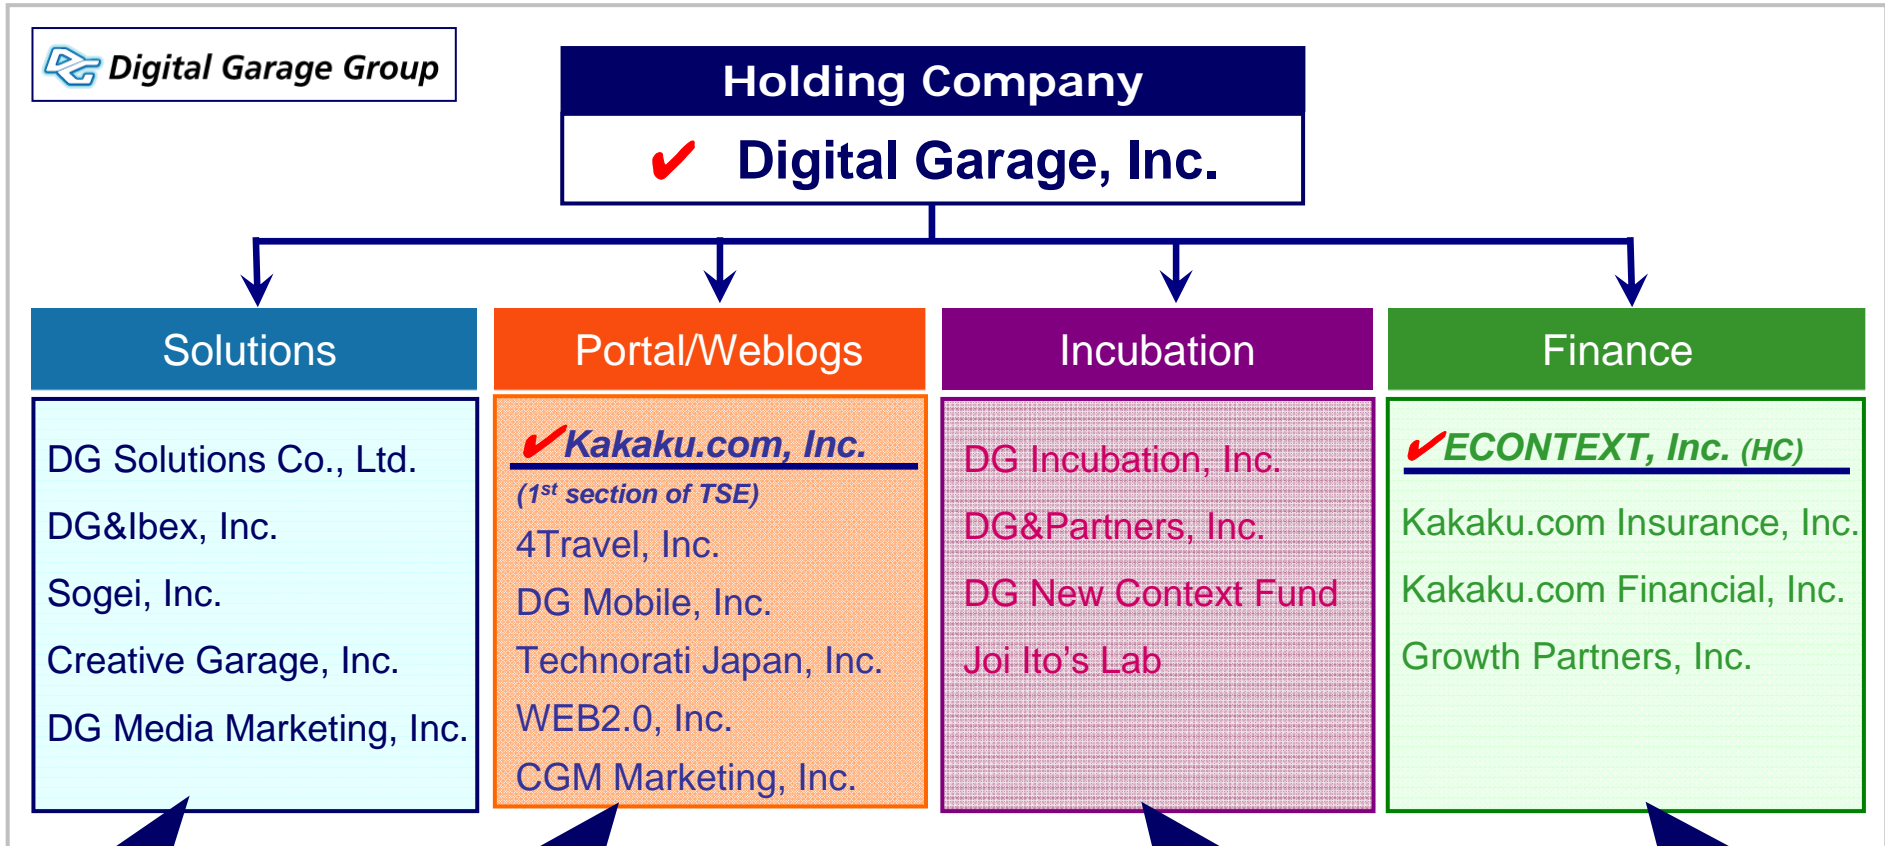 Digital Garage Group
Holding Company
✔ Digital Garage, Inc.
Solutions
DG Solutions Co., Ltd.
DG&Ibex, Inc.
Sogei, Inc.
Creative Garage, Inc.
DG Media Marketing, Inc.
Portal/Weblogs
✔Kakaku.com, Inc.
(1st section of TSE)
4Travel, Inc.
DG Mobile, Inc.
Technorati Japan, Inc.
WEB2.0, Inc.
CGM Marketing, Inc.
Incubation
DG Incubation, Inc.
DG&Partners, Inc.
DG New Context Fund
Joi Ito’s Lab
Finance
✔ECONTEXT, Inc. (HC)
Kakaku.com Insurance, Inc.
Kakaku.com Financial, Inc.
Growth Partners, Inc.